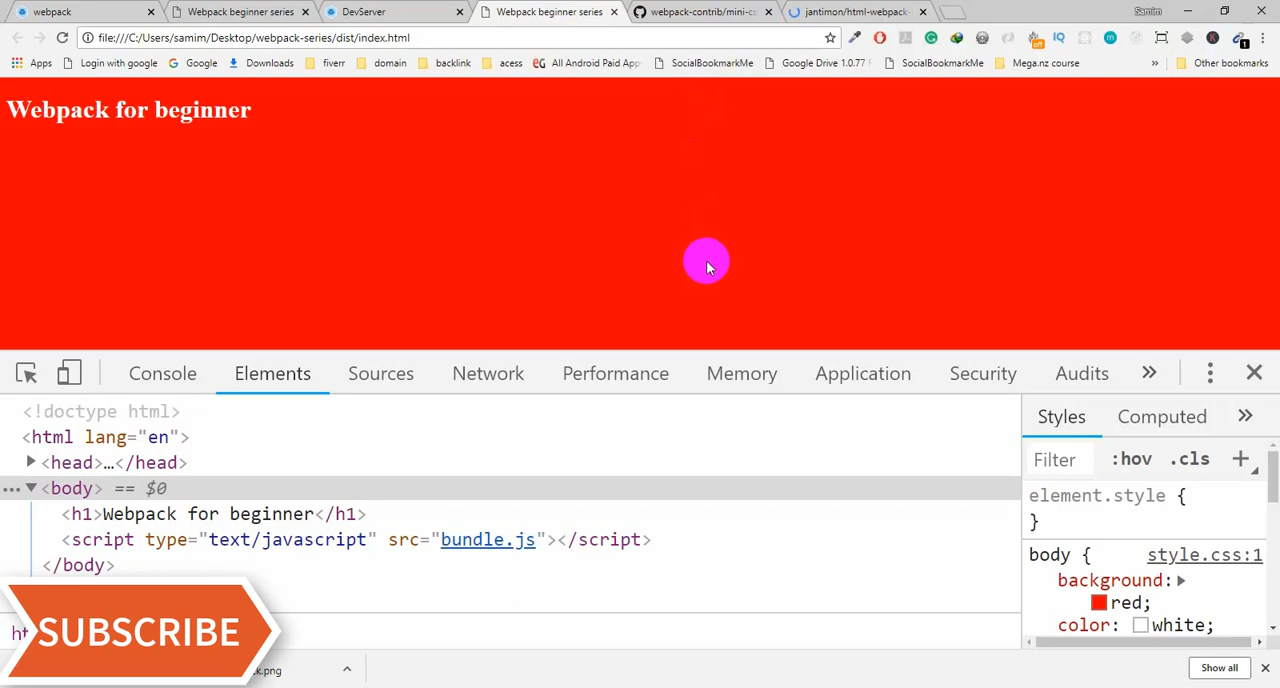 webpack
Webpack beginner series
DevServer
Webpack beginner series
webpack-contrib/mini-cs
jantimon/html-webpack-
Samim
file:///C:/Users/samim/Desktop/webpack-series/dist/index.html
Apps Login with google Google Downloads fiverr domain backlink acess All Android Paid App SocialBookmarkMe Google Drive 1.0.77 F SocialBookmarkMe Mega.nz course » Other bookmarks
Webpack for beginner
Console Elements Sources Network Performance Memory Application Security Audits »
<!doctype html>
<html lang="en">
<head>…</head>
<body> == $0
<h1>Webpack for beginner</h1>
<script type="text/javascript" src="bundle.js"></script>
</body>
Styles Computed »
Filter :hov .cls +
element.style {
}
body { style.css:1
background:
red;
color: white;
SUBSCRIBE
ht
k.png
Show all